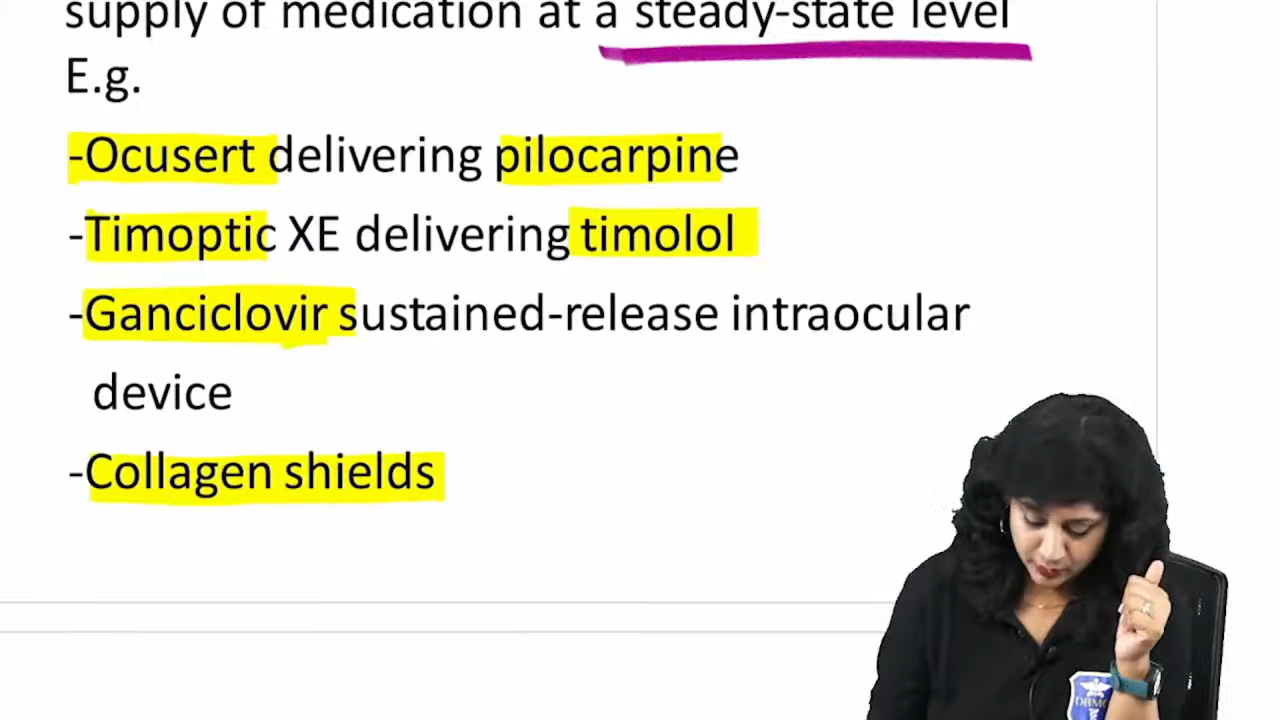 supply of medication at a steady-state level
E.g.
-Ocusert delivering pilocarpine
-Timoptic XE delivering timolol
-Ganciclovir sustained-release intraocular
device
-Collagen shields
DBMCI